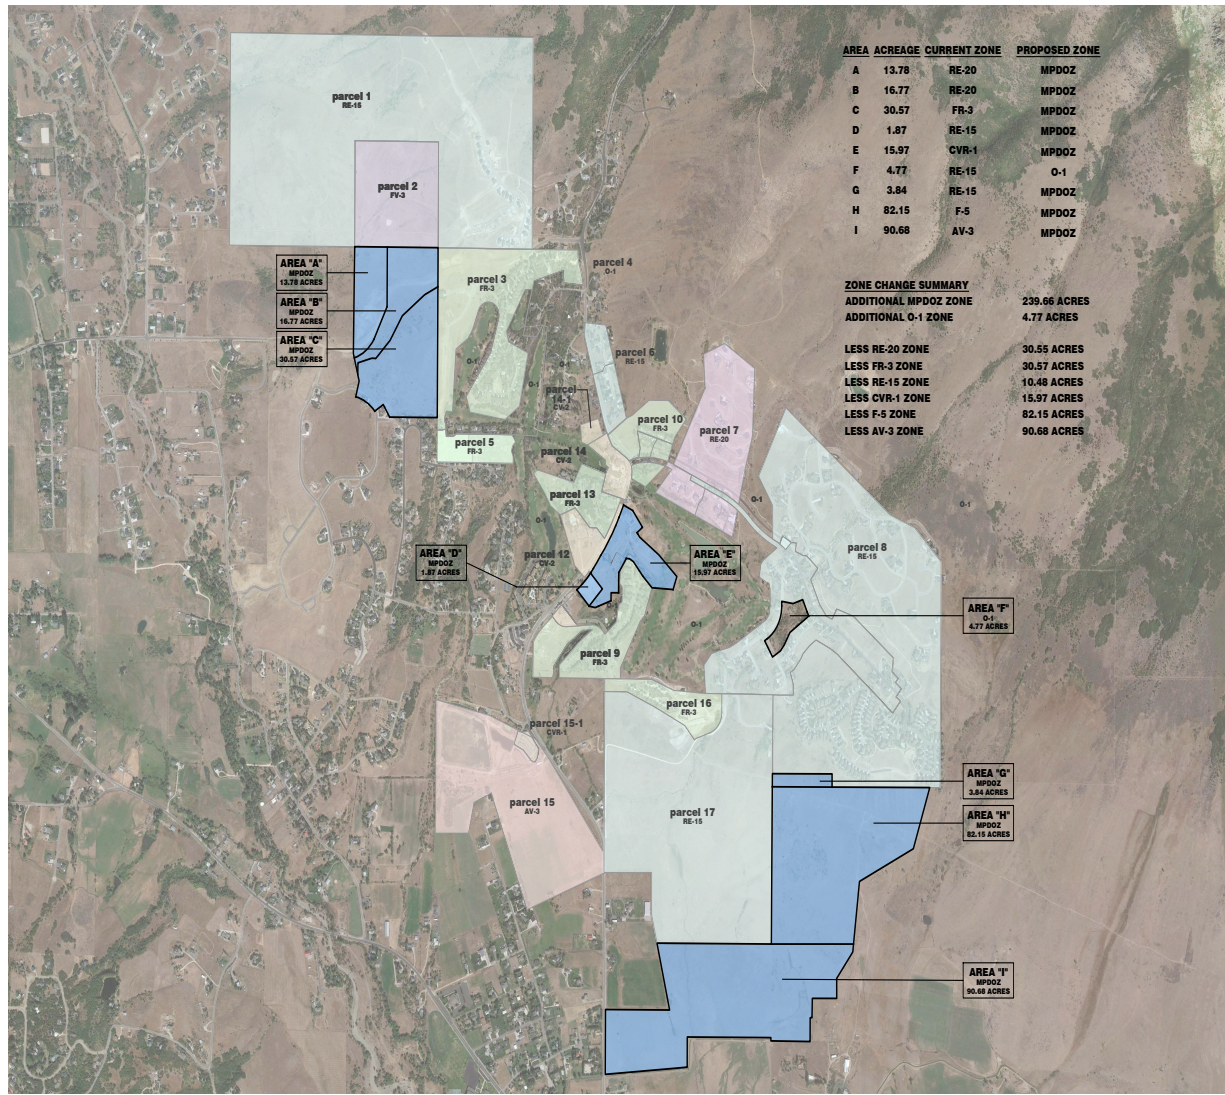 AREA ACREAGE CURRENT ZONE PROPOSED ZONE
A 13.78 RE-20 MPDOZ
B 16.77 RE-20 MPDOZ
C 30.57 FR-3 MPDOZ
D 1.87 RE-15 MPDOZ
E 15.97 CVR-1 MPDOZ
F 4.77 RE-15 O-1
G 3.84 RE-15 MPDOZ
H 82.15 F-5 MPDOZ
I 90.68 AV-3 MPDOZ
ZONE CHANGE SUMMARY
ADDITIONAL MPDOZ ZONE 239.66 ACRES
ADDITIONAL O-1 ZONE 4.77 ACRES
LESS RE-20 ZONE 30.55 ACRES
LESS FR-3 ZONE 30.57 ACRES
LESS RE-15 ZONE 10.48 ACRES
LESS CVR-1 ZONE 15.97 ACRES
LESS F-5 ZONE 82.15 ACRES
LESS AV-3 ZONE 90.68 ACRES
parcel 1
RE-15
parcel 2
FV-3
AREA "A"
MPDOZ
13.78 ACRES
AREA "B"
MPDOZ
16.77 ACRES
AREA "C"
MPDOZ
30.57 ACRES
parcel 3
FR-3
parcel 4
O-1
parcel 6
RE-15
O-1
O-1
O-1
parcel
14-1
CV-2
parcel 10
FR-3
parcel 7
RE-20
parcel 5
FR-3
parcel 14
CV-2
parcel 13
FR-3
O-1
O-1
O-1
parcel 8
RE-15
parcel 12
CV-2
AREA "D"
MPDOZ
1.87 ACRES
AREA "E"
MPDOZ
15.97 ACRES
O-1
O-1
AREA "F"
O-1
4.77 ACRES
parcel 9
FR-3
parcel 16
FR-3
parcel 15-1
CVR-1
parcel 15
AV-3
parcel 17
RE-15
AREA "G"
MPDOZ
3.84 ACRES
AREA "H"
MPDOZ
82.15 ACRES
AREA "I"
MPDOZ
90.68 ACRES